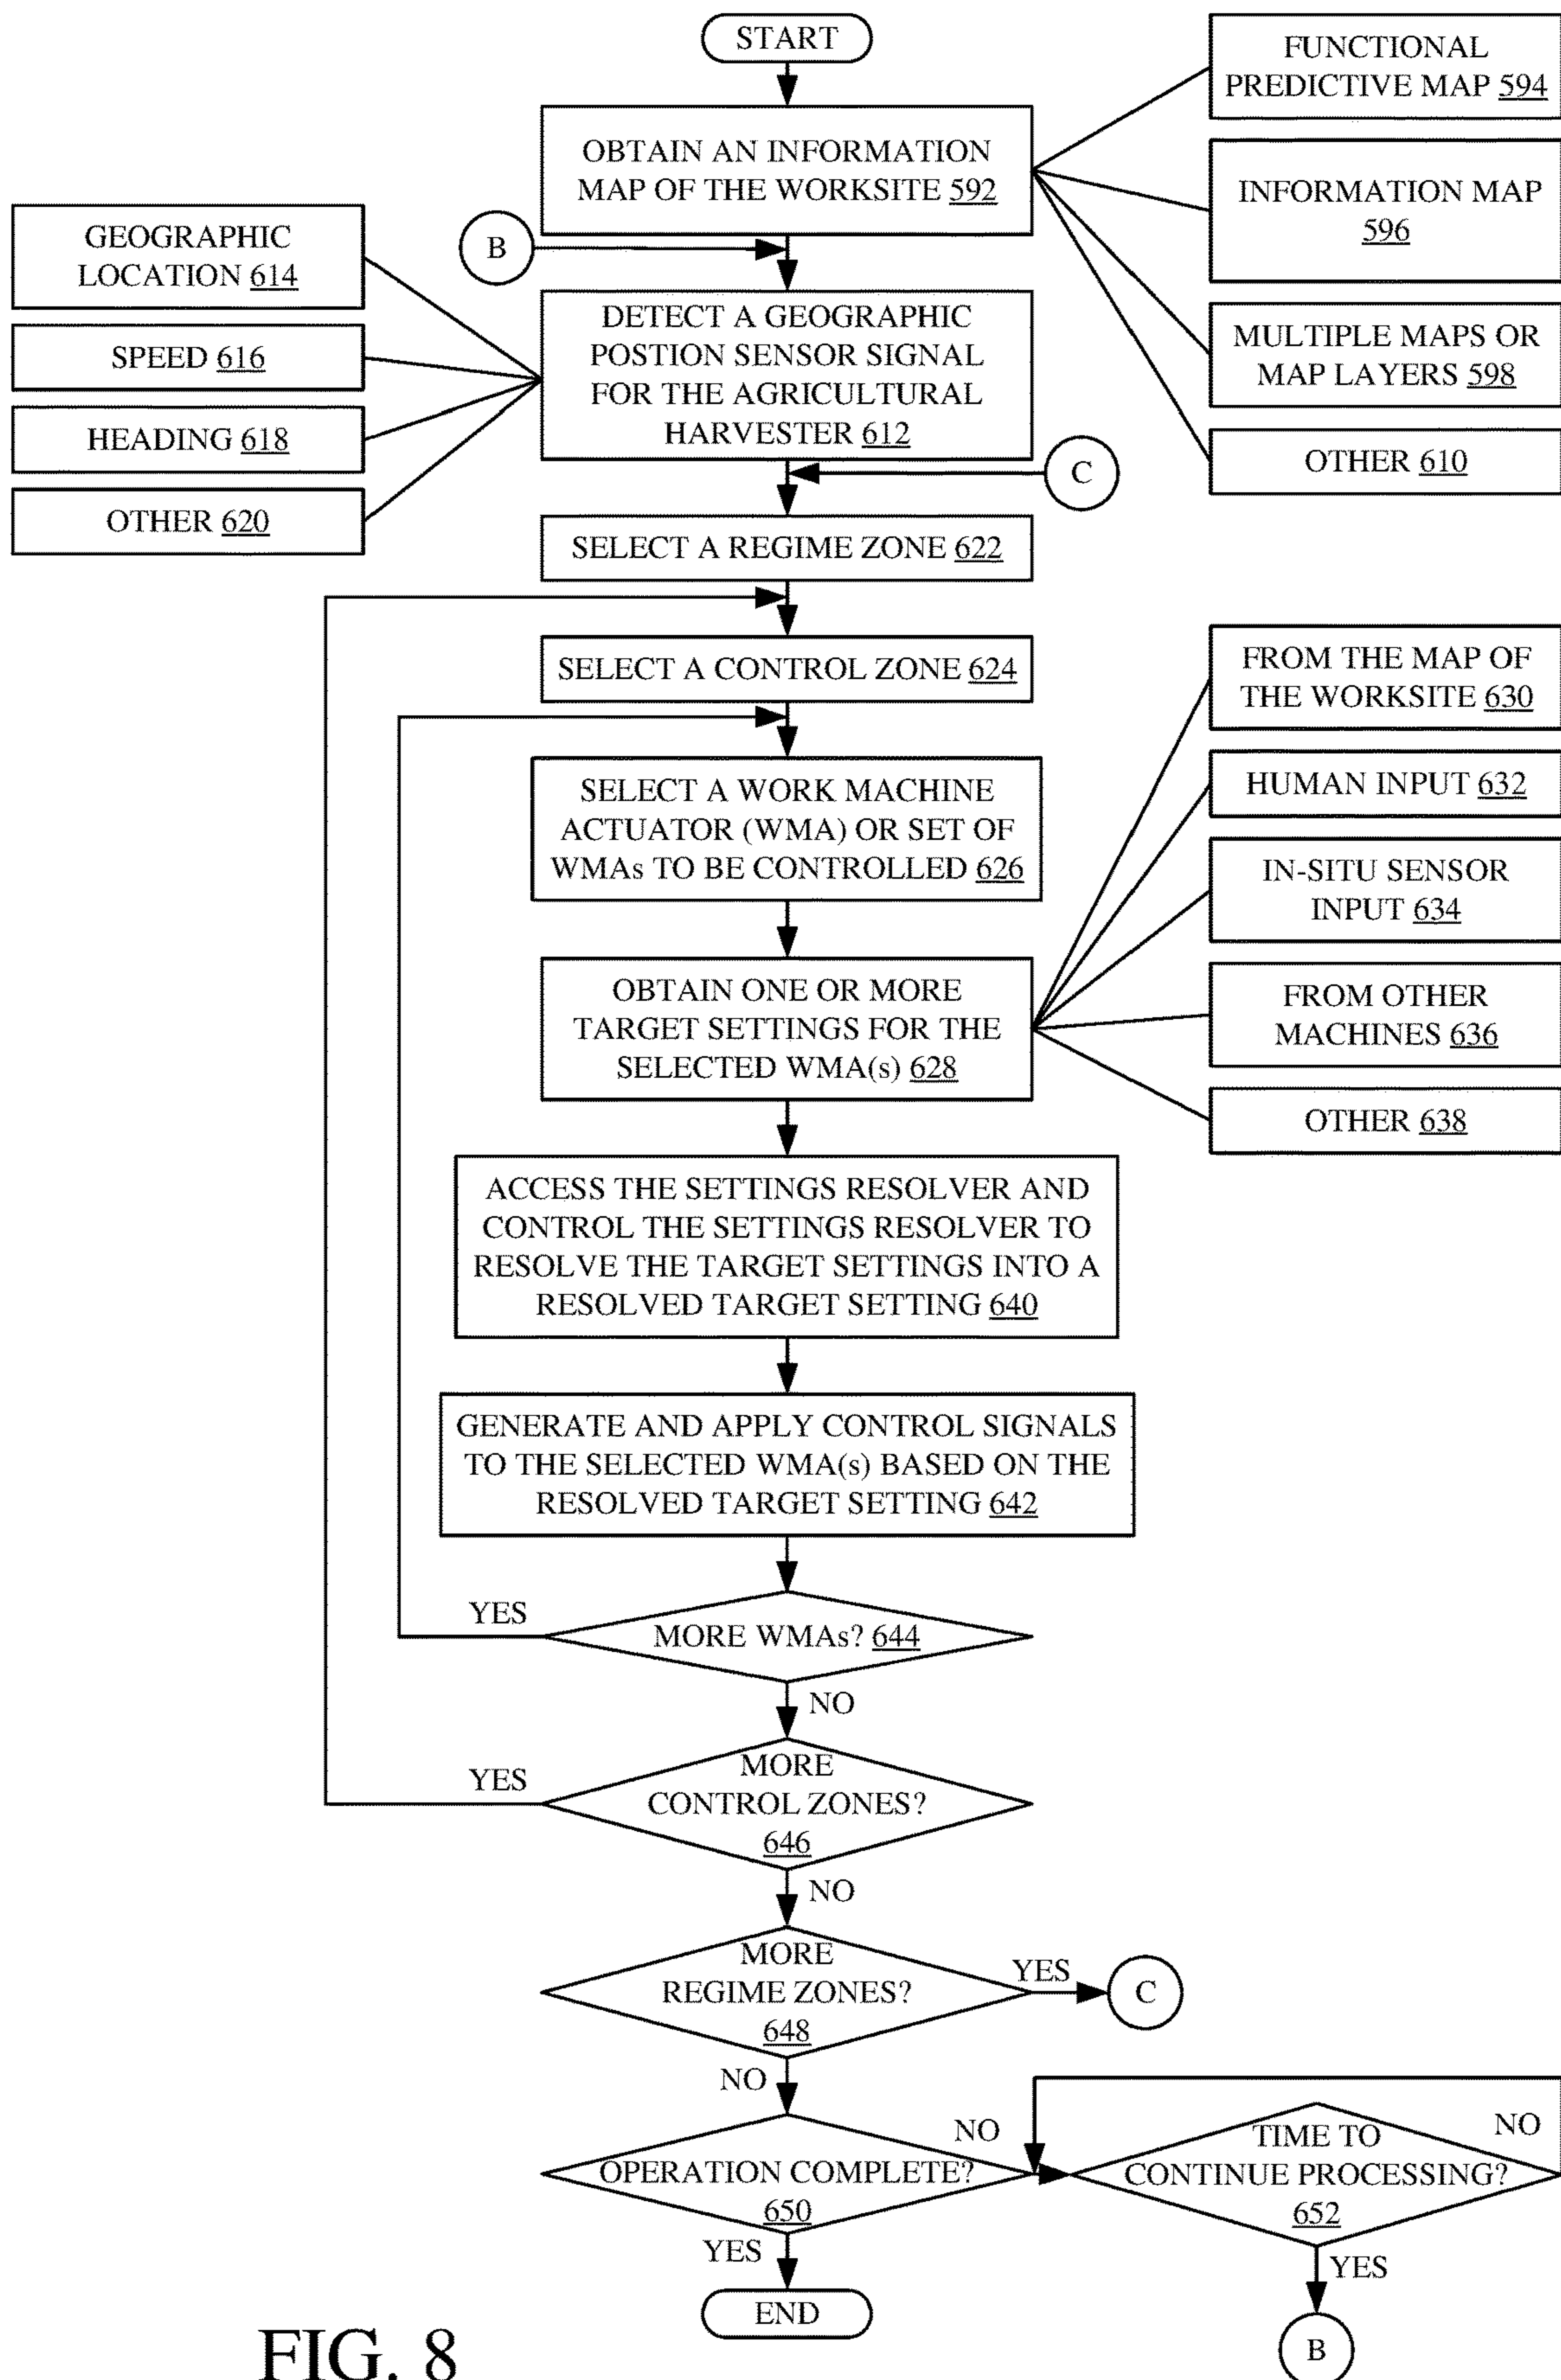 START
FUNCTIONAL
PREDICTIVE MAP 594
OBTAIN AN INFORMATION
MAP OF THE WORKSITE 592
INFORMATION MAP
596
GEOGRAPHIC
LOCATION 614
B
SPEED 616
DETECT A GEOGRAPHIC
POSTION SENSOR SIGNAL
FOR THE AGRICULTURAL
HARVESTER 612
MULTIPLE MAPS OR
MAP LAYERS 598
HEADING 618
OTHER 610
C
OTHER 620
SELECT A REGIME ZONE 622
SELECT A CONTROL ZONE 624
FROM THE MAP OF
THE WORKSITE 630
SELECT A WORK MACHINE
ACTUATOR (WMA) OR SET OF
WMAs TO BE CONTROLLED 626
HUMAN INPUT 632
IN-SITU SENSOR
INPUT 634
OBTAIN ONE OR MORE
TARGET SETTINGS FOR THE
SELECTED WMA(s) 628
FROM OTHER
MACHINES 636
OTHER 638
ACCESS THE SETTINGS RESOLVER AND
CONTROL THE SETTINGS RESOLVER TO
RESOLVE THE TARGET SETTINGS INTO A
RESOLVED TARGET SETTING 640
GENERATE AND APPLY CONTROL SIGNALS
TO THE SELECTED WMA(s) BASED ON THE
RESOLVED TARGET SETTING 642
YES
MORE WMAs? 644
NO
YES
MORE
CONTROL ZONES?
646
NO
MORE
REGIME ZONES?
648
YES
C
NO
OPERATION COMPLETE?
650
NO
TIME TO
CONTINUE PROCESSING?
652
NO
YES
YES
END
B
FIG. 8